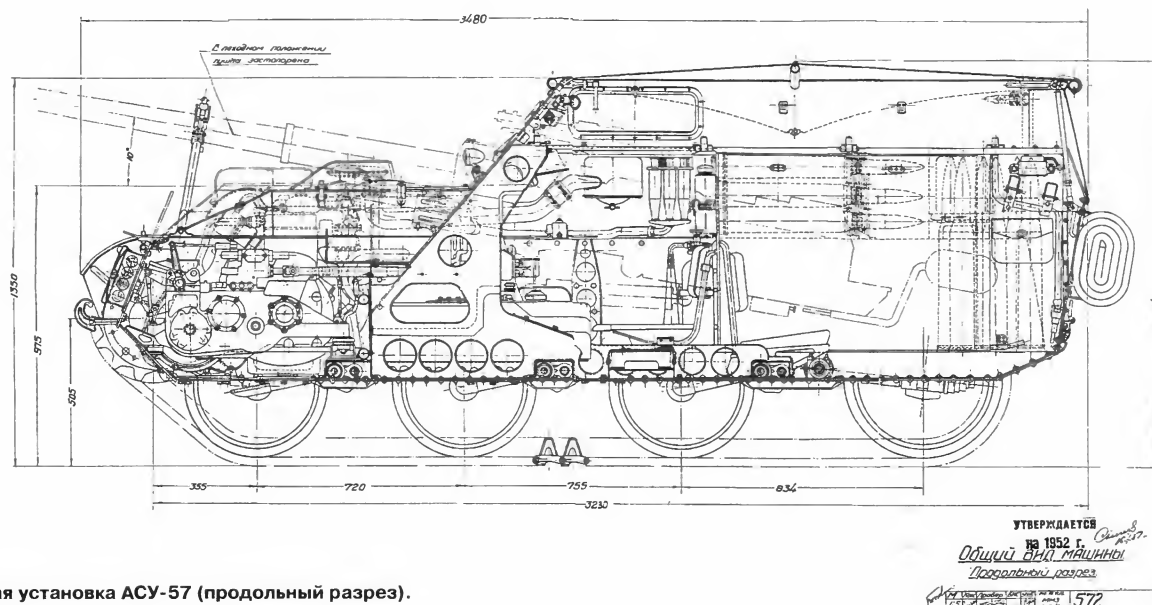 3480
В походном положении
пушка застопорена
10°
1350
975
505
355
720
755
834
3230
УТВЕРЖДАЕТСЯ
на 1952 г.
Общий вид машины
Продольный разрез
572
ая установка АСУ-57 (продольный разрез).